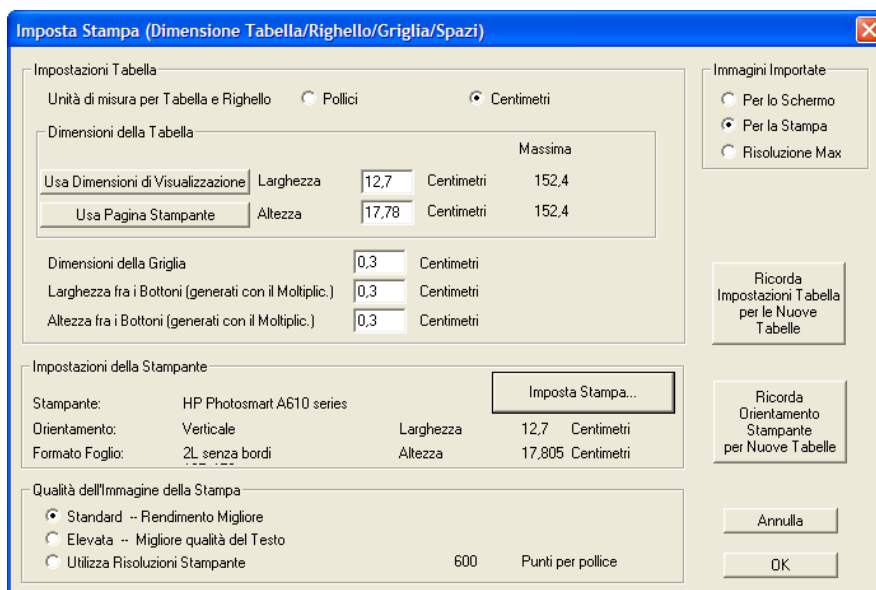 Imposta Stampa (Dimensione Tabella/Righello/Griglia/Spazi)
Impostazioni Tabella
Unità di misura per Tabella e Righello Pollici Centimetri
Dimensioni della Tabella
Massima
Usa Dimensioni di Visualizzazione Larghezza 12,7 Centimetri 152,4
Usa Pagina Stampante Altezza 17,78 Centimetri 152,4
Dimensioni della Griglia 0,3 Centimetri
Larghezza fra i Bottoni (generati con il Moltiplic.) 0,3 Centimetri
Altezza fra i Bottoni (generati con il Moltiplic.) 0,3 Centimetri
Impostazioni della Stampante
Imposta Stampa...
Stampante: HP Photosmart A610 series
Orientamento: Verticale Larghezza 12,7 Centimetri
Formato Foglio: 2L senza bordi Altezza 17,805 Centimetri
Qualità dell'Immagine della Stampa
Standard -- Rendimento Migliore
Elevata -- Migliore qualità del Testo
Utilizza Risoluzioni Stampante 600 Punti per pollice
Immagini Importate
Per lo Schermo
Per la Stampa
Risoluzione Max
Ricorda
Impostazioni Tabella
per le Nuove
Tabelle
Ricorda
Orientamento
Stampante
per Nuove Tabelle
Annulla
OK